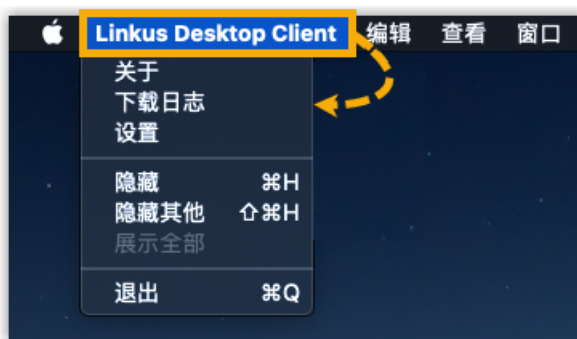 Linkus Desktop Client 编辑 查看 窗口
关于
下载日志
设置
隐藏 ⌘H
隐藏其他 ⇧⌘H
展示全部
退出 ⌘Q